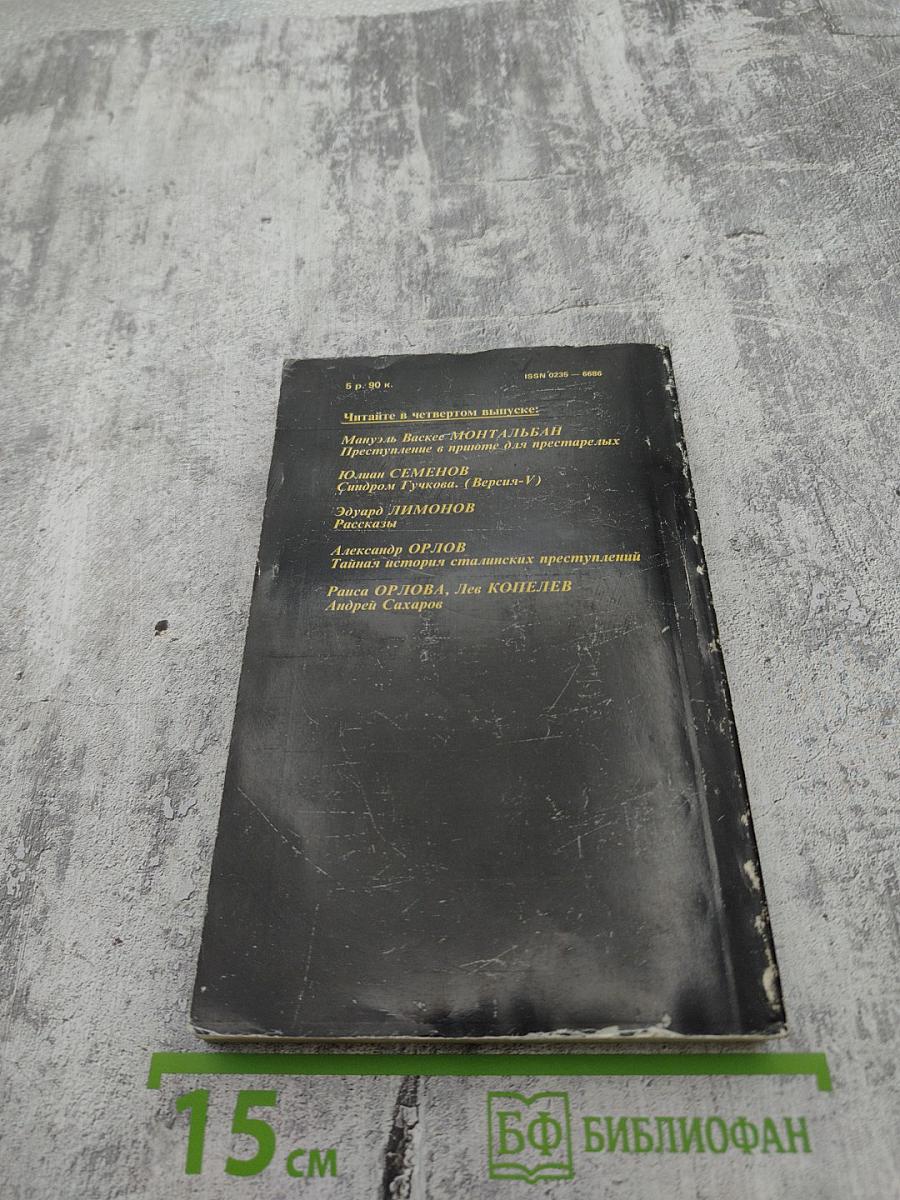 5 р. 90 к.
ISSN 0235 — 6686
Читайте в четвертом выпуске:
Мануэль Васкес МОНТАЛЬБАН
Преступление в приюте для престарелых
Юлиан СЕМЕНОВ
Синдром Гучкова. (Версия-V)
Эдуард ЛИМОНОВ
Рассказы
Александр ОРЛОВ
Тайная история сталинских преступлений
Раиса ОРЛОВА, Лев КОПЕЛЕВ
Андрей Сахаров
15 см
БФ БИБЛИОФАН